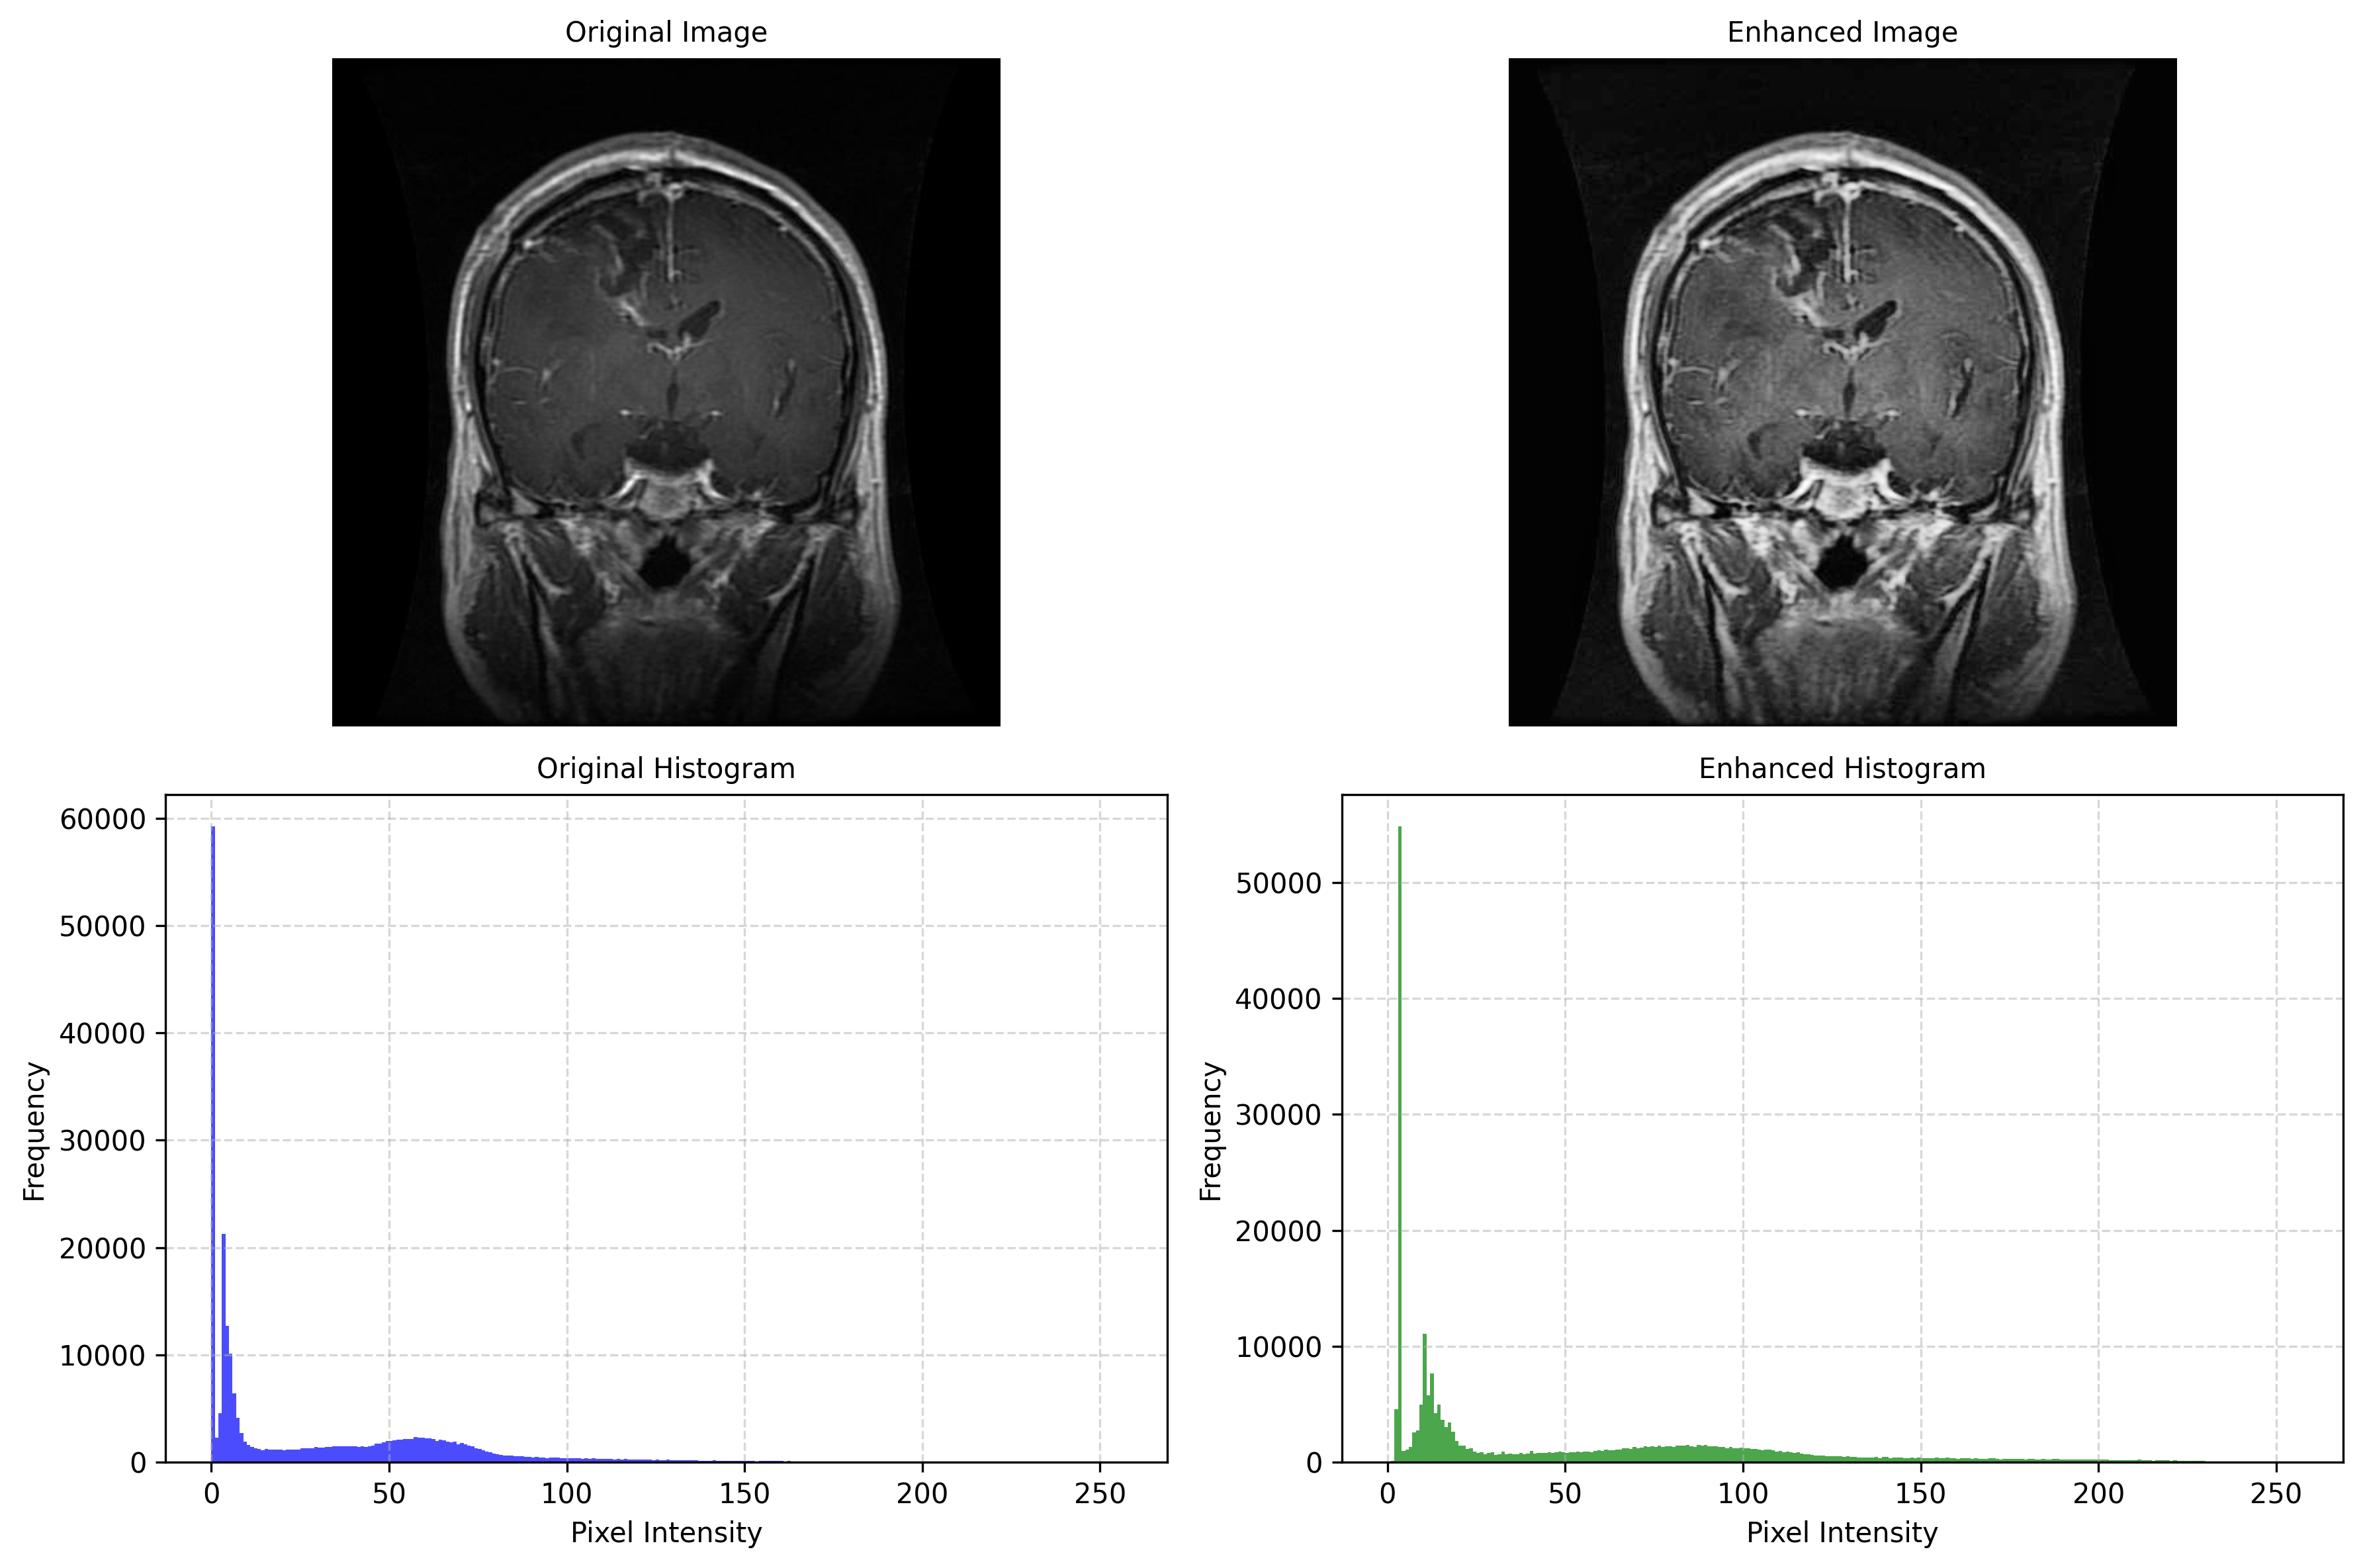 Original Image
Enhanced Image
Original Histogram
60000
50000
40000
30000
20000
10000
0
Frequency
0 50 100 150 200 250
Pixel Intensity
Enhanced Histogram
50000
40000
30000
20000
10000
0
Frequency
0 50 100 150 200 250
Pixel Intensity